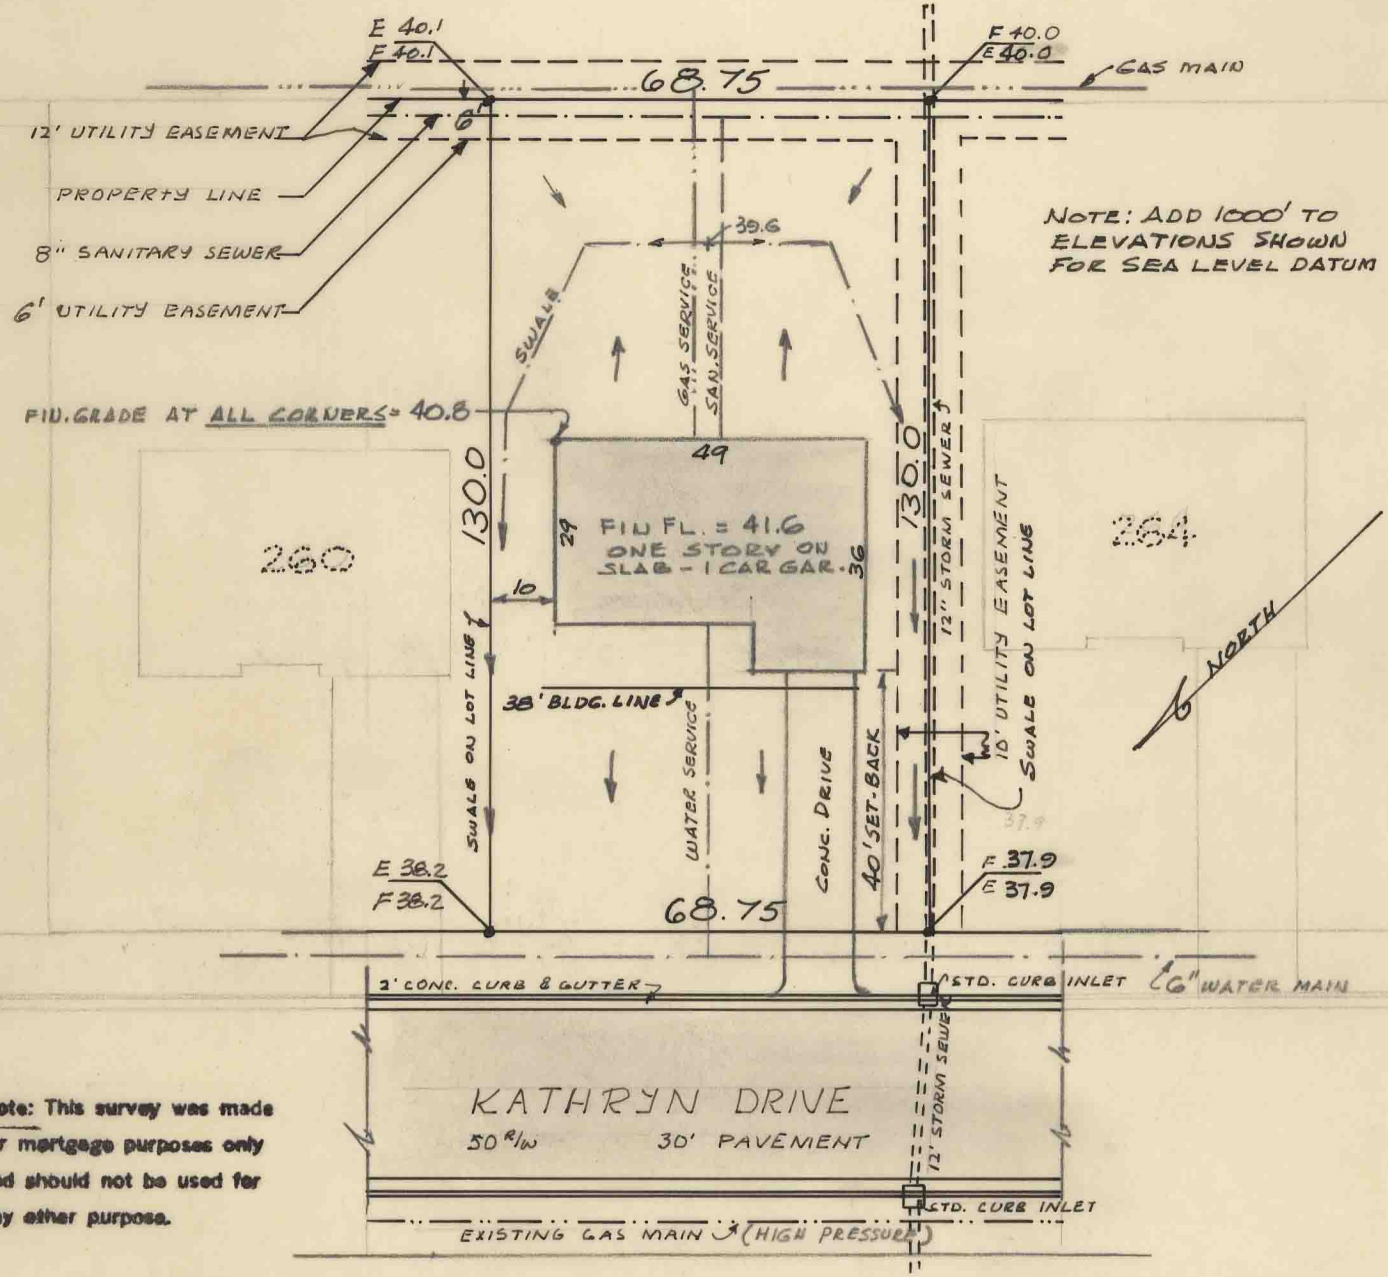 E 40.1
F 40.1
F 40.0
E 40.0
68.75
GAS MAIN
6'
12' UTILITY EASEMENT
PROPERTY LINE
8" SANITARY SEWER
6' UTILITY EASEMENT
NOTE: ADD 1000' TO
ELEVATIONS SHOWN
FOR SEA LEVEL DATUM
39.6
SWALE
GAS SERVICE
SAN. SERVICE
FIN. GRADE AT ALL CORNERS = 40.8
130.0
49
130.0
12" STORM SEWER
10' UTILITY EASEMENT
SWALE ON LOT LINE
260
29
FIN FL. = 41.6
ONE STORY ON
SLAB - 1 CAR GAR.
36
264
10
NORTH
SWALE ON LOT LINE
38' BLDG. LINE
WATER SERVICE
CONC. DRIVE
40' SET-BACK
37.9
E 38.2
F 38.2
F 37.9
E 37.9
68.75
2' CONC. CURB & GUTTER
STD. CURB INLET
6" WATER MAIN
12' STORM SEWER
KATHRYN DRIVE
50 R/W 30' PAVEMENT
ote: This survey was made
r mortgage purposes only
d should not be used for
y other purpose.
STD. CURB INLET
EXISTING GAS MAIN (HIGH PRESSURE)